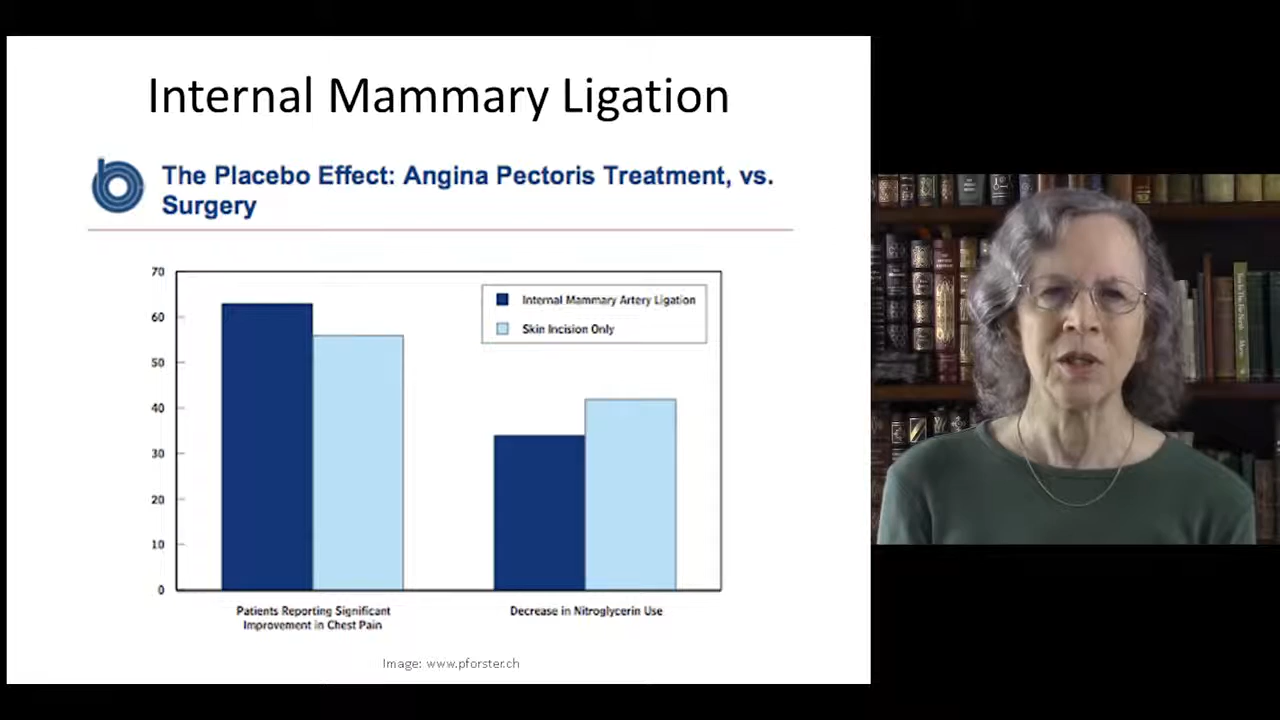 Internal Mammary Ligation
The Placebo Effect: Angina Pectoris Treatment, vs.
Surgery
70
60
50
40
30
20
10
0
Internal Mammary Artery Ligation
Skin Incision Only
Patients Reporting Significant
Improvement in Chest Pain
Decrease in Nitroglycerin Use
Image: www.pforster.ch